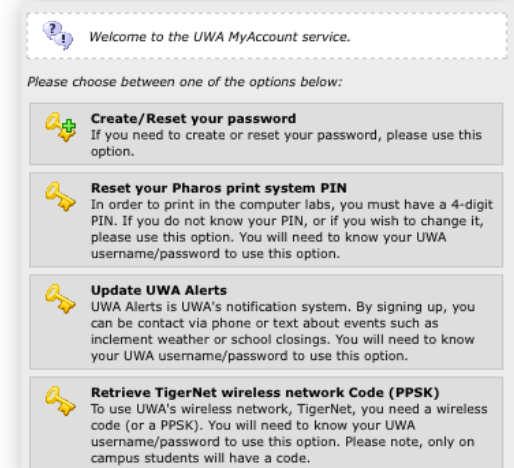 Welcome to the UWA MyAccount service.
Please choose between one of the options below:
Create/Reset your password
If you need to create or reset your password, please use this
option.
Reset your Pharos print system PIN
In order to print in the computer labs, you must have a 4-digit
PIN. If you do not know your PIN, or if you wish to change it,
please use this option. You will need to know your UWA
username/password to use this option.
Update UWA Alerts
UWA Alerts is UWA's notification system. By signing up, you
can be contact via phone or text about events such as
inclement weather or school closings. You will need to know
your UWA username/password to use this option.
Retrieve TigerNet wireless network Code (PPSK)
To use UWA's wireless network, TigerNet, you need a wireless
code (or a PPSK). You will need to know your UWA
username/password to use this option. Please note, only on
campus students will have a code.